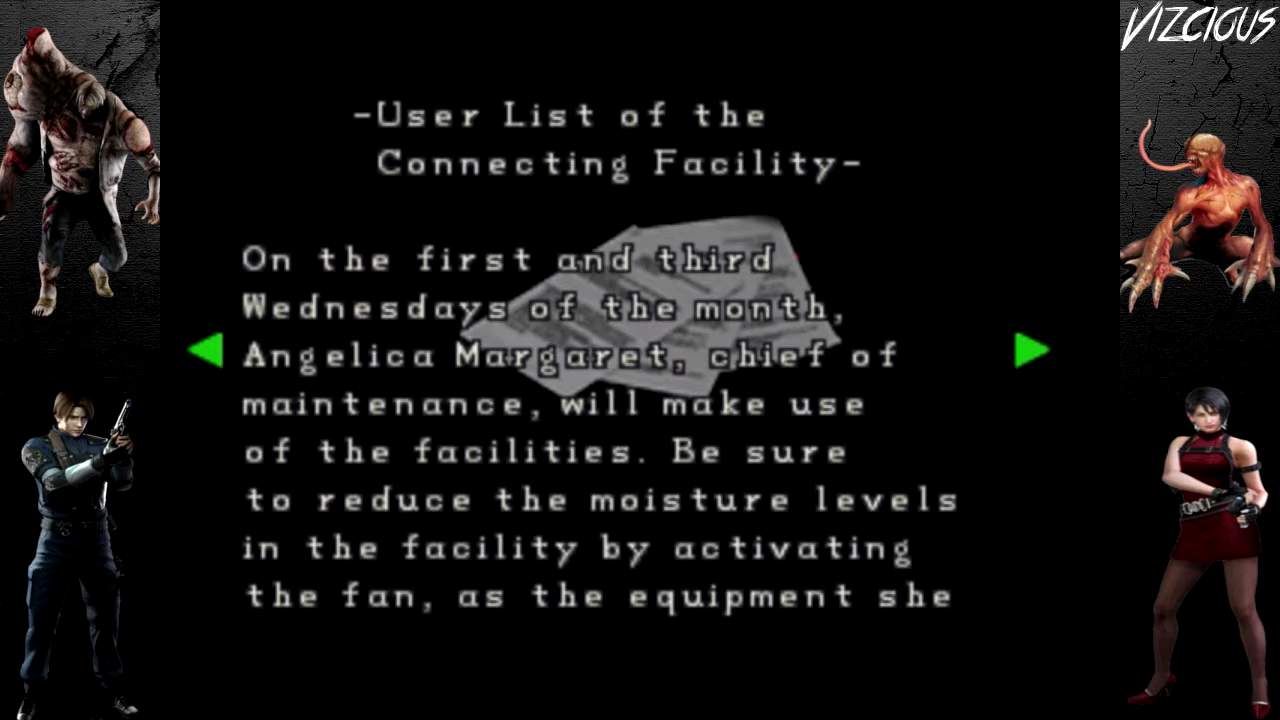 VIZCIOUS
-User List of the
Connecting Facility-
On the first and third
Wednesdays of the month,
Angelica Margaret, chief of
maintenance, will make use
of the facilities. Be sure
to reduce the moisture levels
in the facility by activating
the fan, as the equipment she